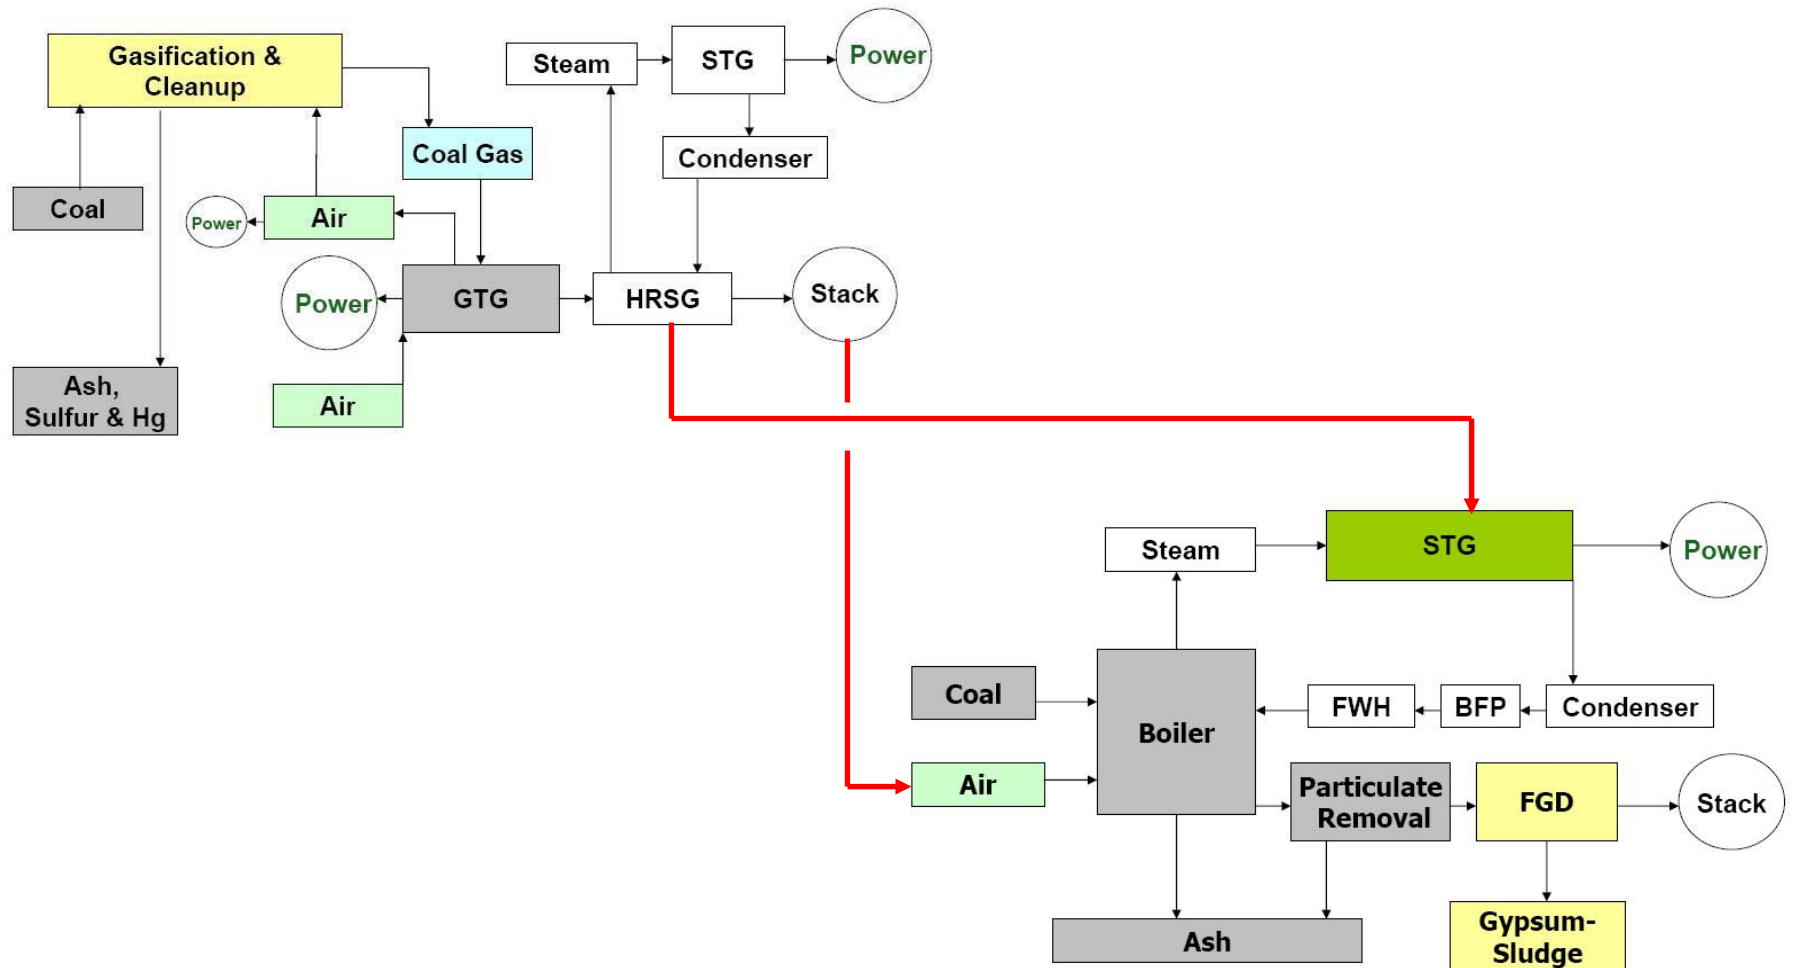 Gasification &
Cleanup
Steam
STG
Power
Coal Gas
Condenser
Coal
Power
Air
Power
GTG
HRSG
Stack
Ash,
Sulfur & Hg
Air
Steam
STG
Power
Coal
Boiler
FWH
BFP
Condenser
Air
Particulate
Removal
FGD
Stack
Ash
Gypsum-
Sludge